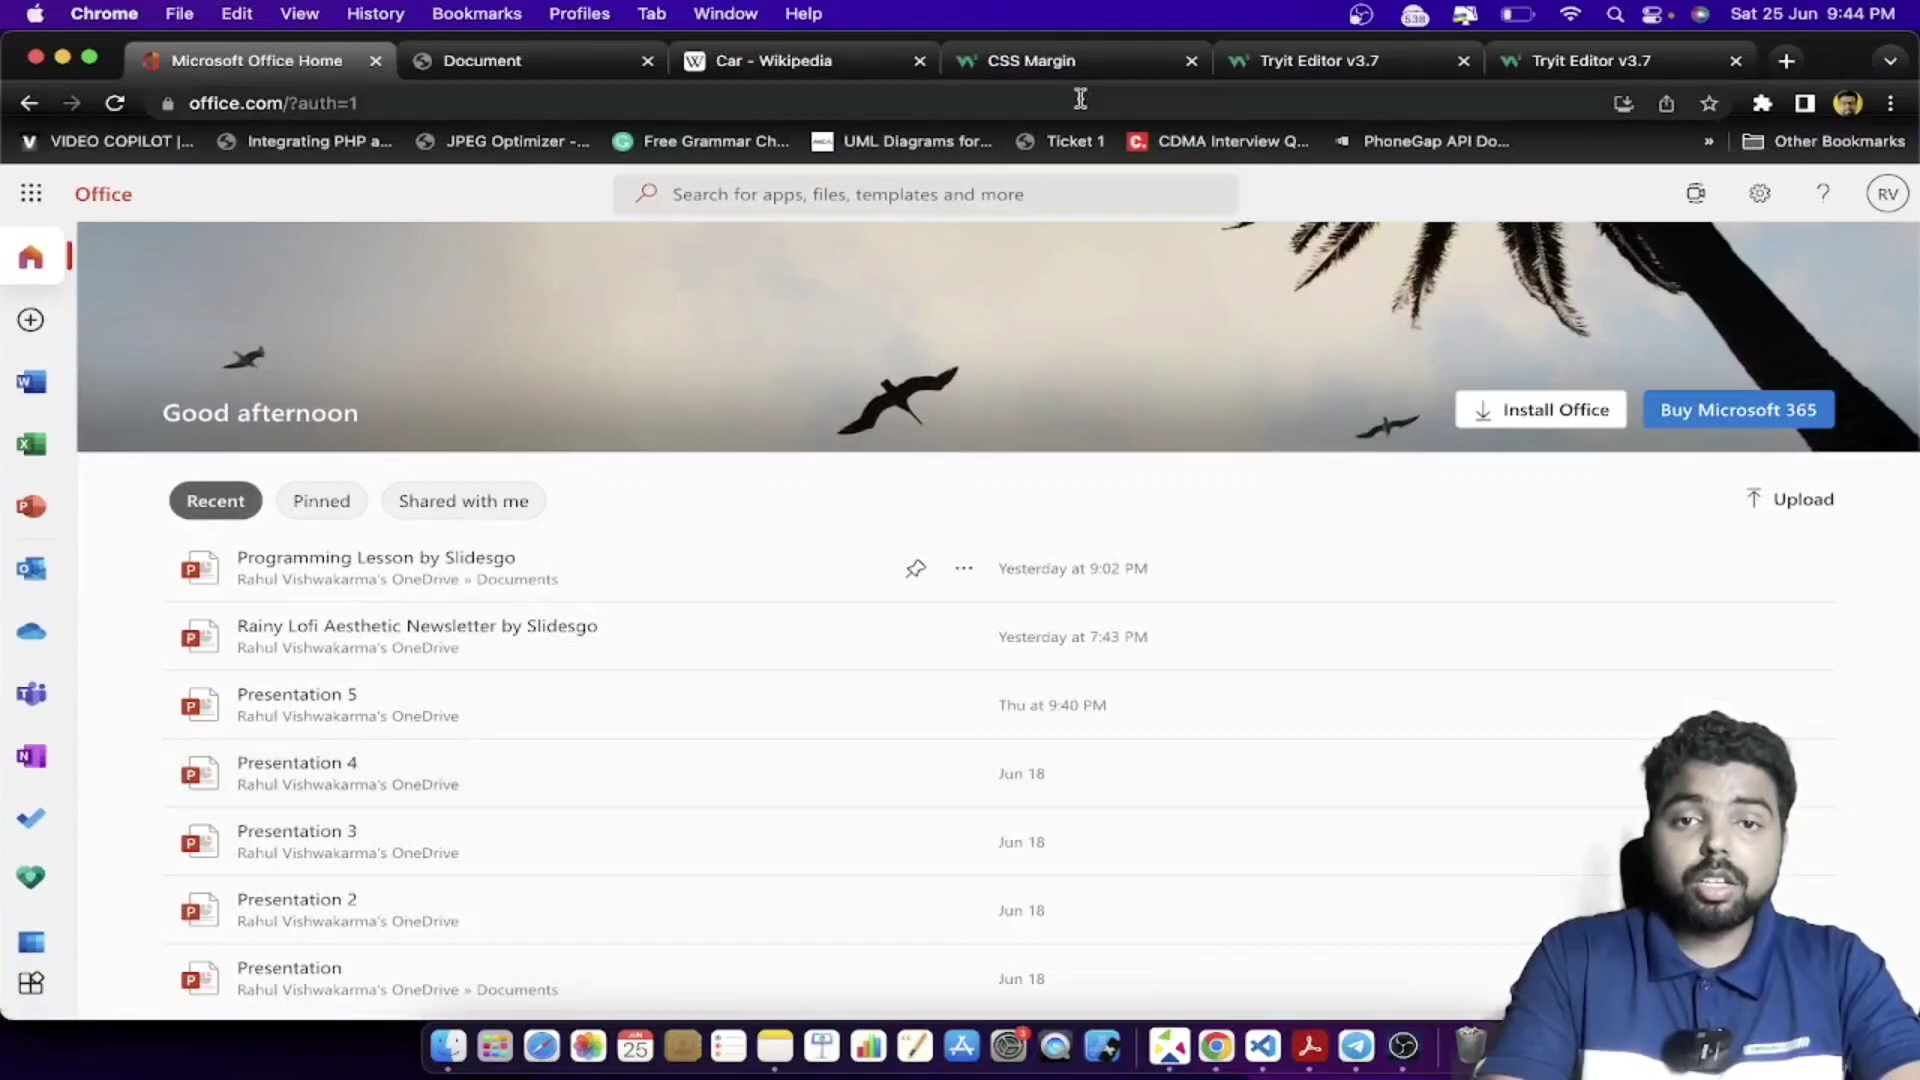 Chrome File Edit View History Bookmarks Profiles Tab Window Help 538 Sat 25 Jun 9:44 PM
Microsoft Office Home Document W Car - Wikipedia CSS Margin Tryit Editor v3.7 Tryit Editor v3.7
office.com/?auth=1
VIDEO COPILOT |... Integrating PHP a... JPEG Optimizer -... Free Grammar Ch... UML Diagrams for... Ticket 1 CDMA Interview Q... PhoneGap API Do... » Other Bookmarks
Office Search for apps, files, templates and more ? RV
Good afternoon Install Office Buy Microsoft 365
Recent Pinned Shared with me Upload
Programming Lesson by Slidesgo
Rahul Vishwakarma's OneDrive » Documents
Yesterday at 9:02 PM
Rainy Lofi Aesthetic Newsletter by Slidesgo
Rahul Vishwakarma's OneDrive
Yesterday at 7:43 PM
Presentation 5
Rahul Vishwakarma's OneDrive
Thu at 9:40 PM
Presentation 4
Rahul Vishwakarma's OneDrive
Jun 18
Presentation 3
Rahul Vishwakarma's OneDrive
Jun 18
Presentation 2
Rahul Vishwakarma's OneDrive
Jun 18
Presentation
Rahul Vishwakarma's OneDrive » Documents
Jun 18
JUN
25
3